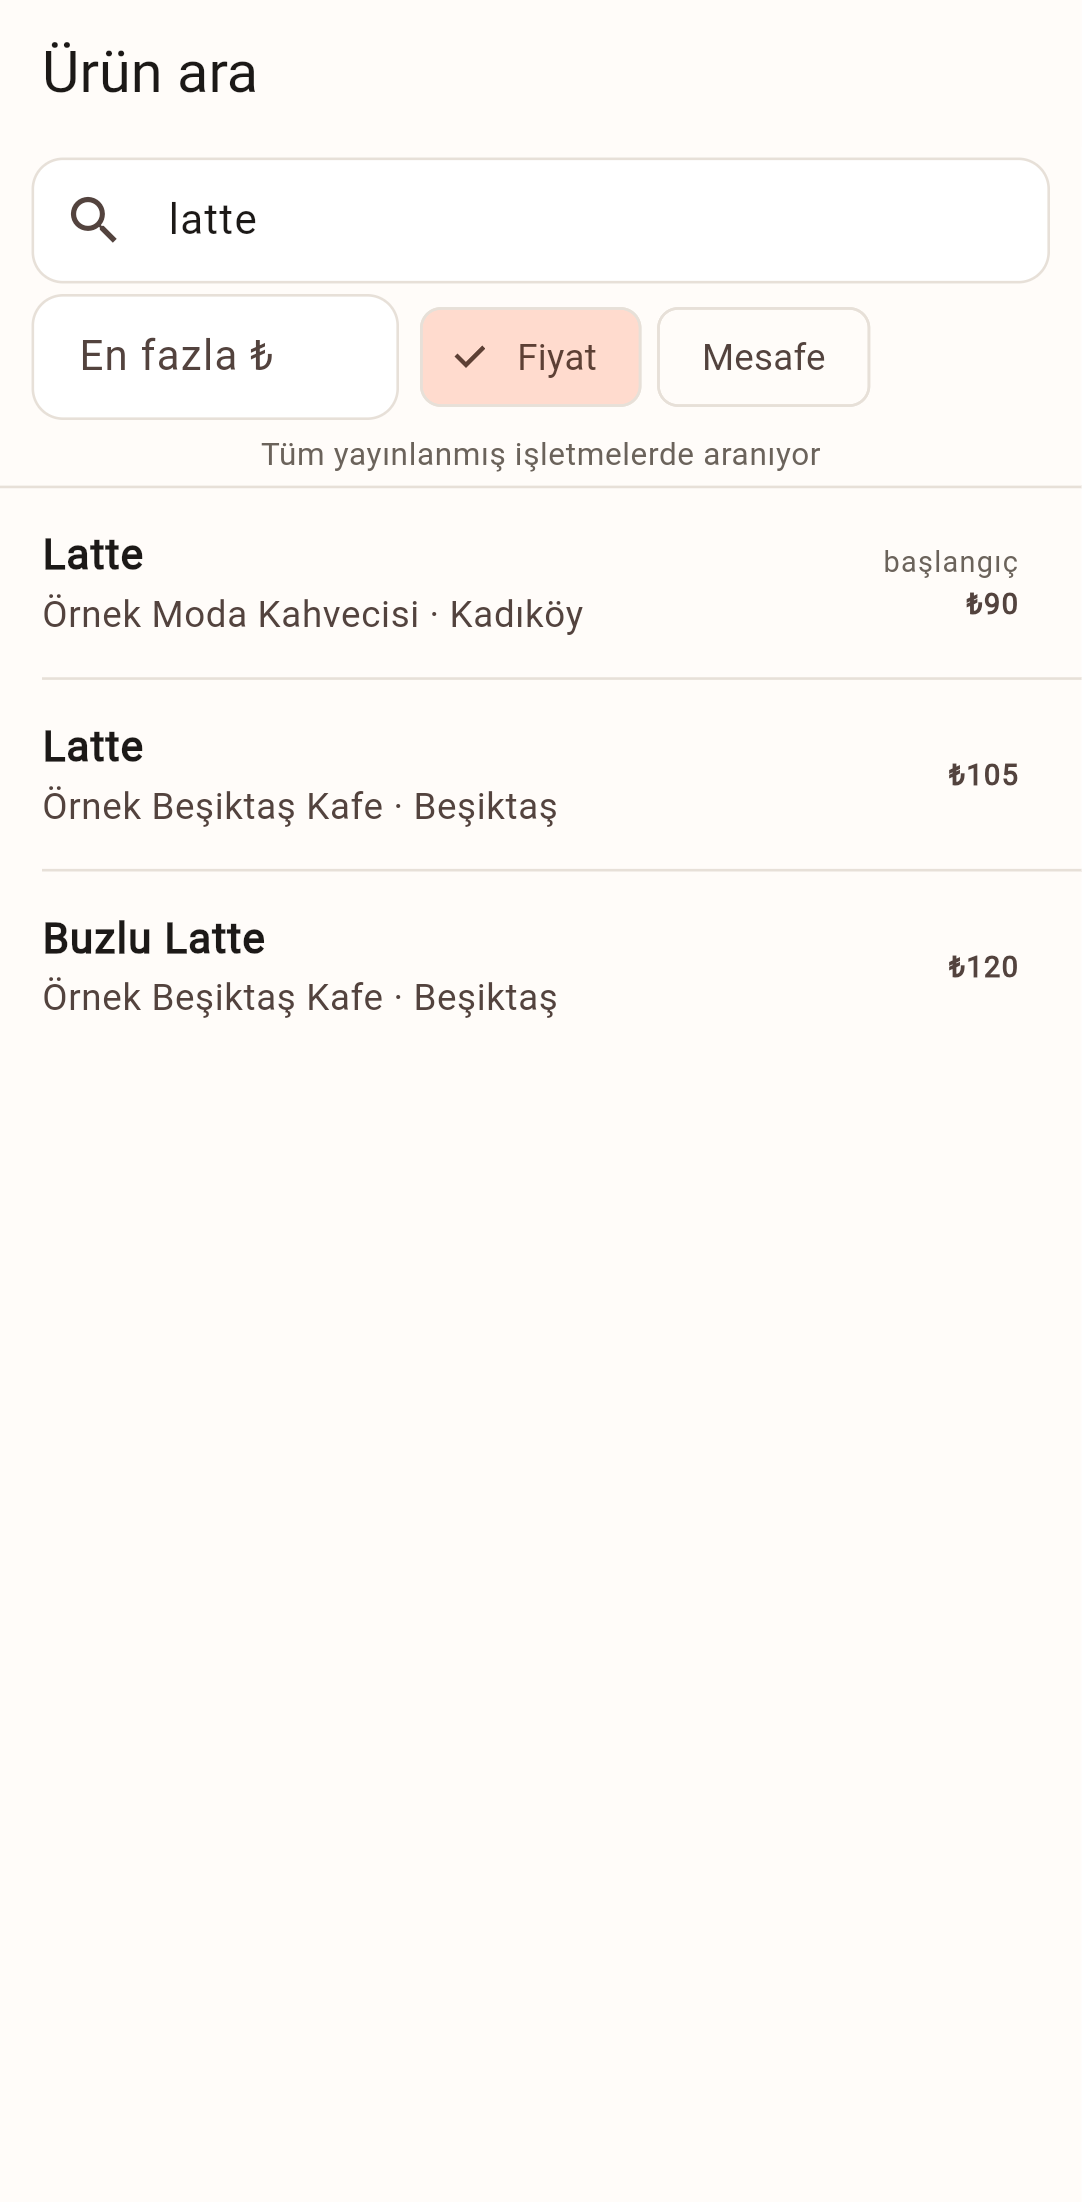 Ürün ara
latte
En fazla ₺
Fiyat
Mesafe
Tüm yayınlanmış işletmelerde aranıyor
Latte
Örnek Moda Kahvecisi · Kadıköy
başlangıç
₺90
Latte
Örnek Beşiktaş Kafe · Beşiktaş
₺105
Buzlu Latte
Örnek Beşiktaş Kafe · Beşiktaş
₺120